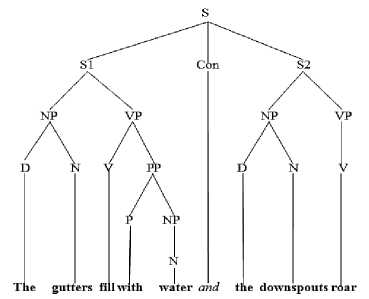 S
S1 Con S2
NP VP NP VP
D N V PP D N V
P NP
N
The gutters fill with water and the downspouts roar